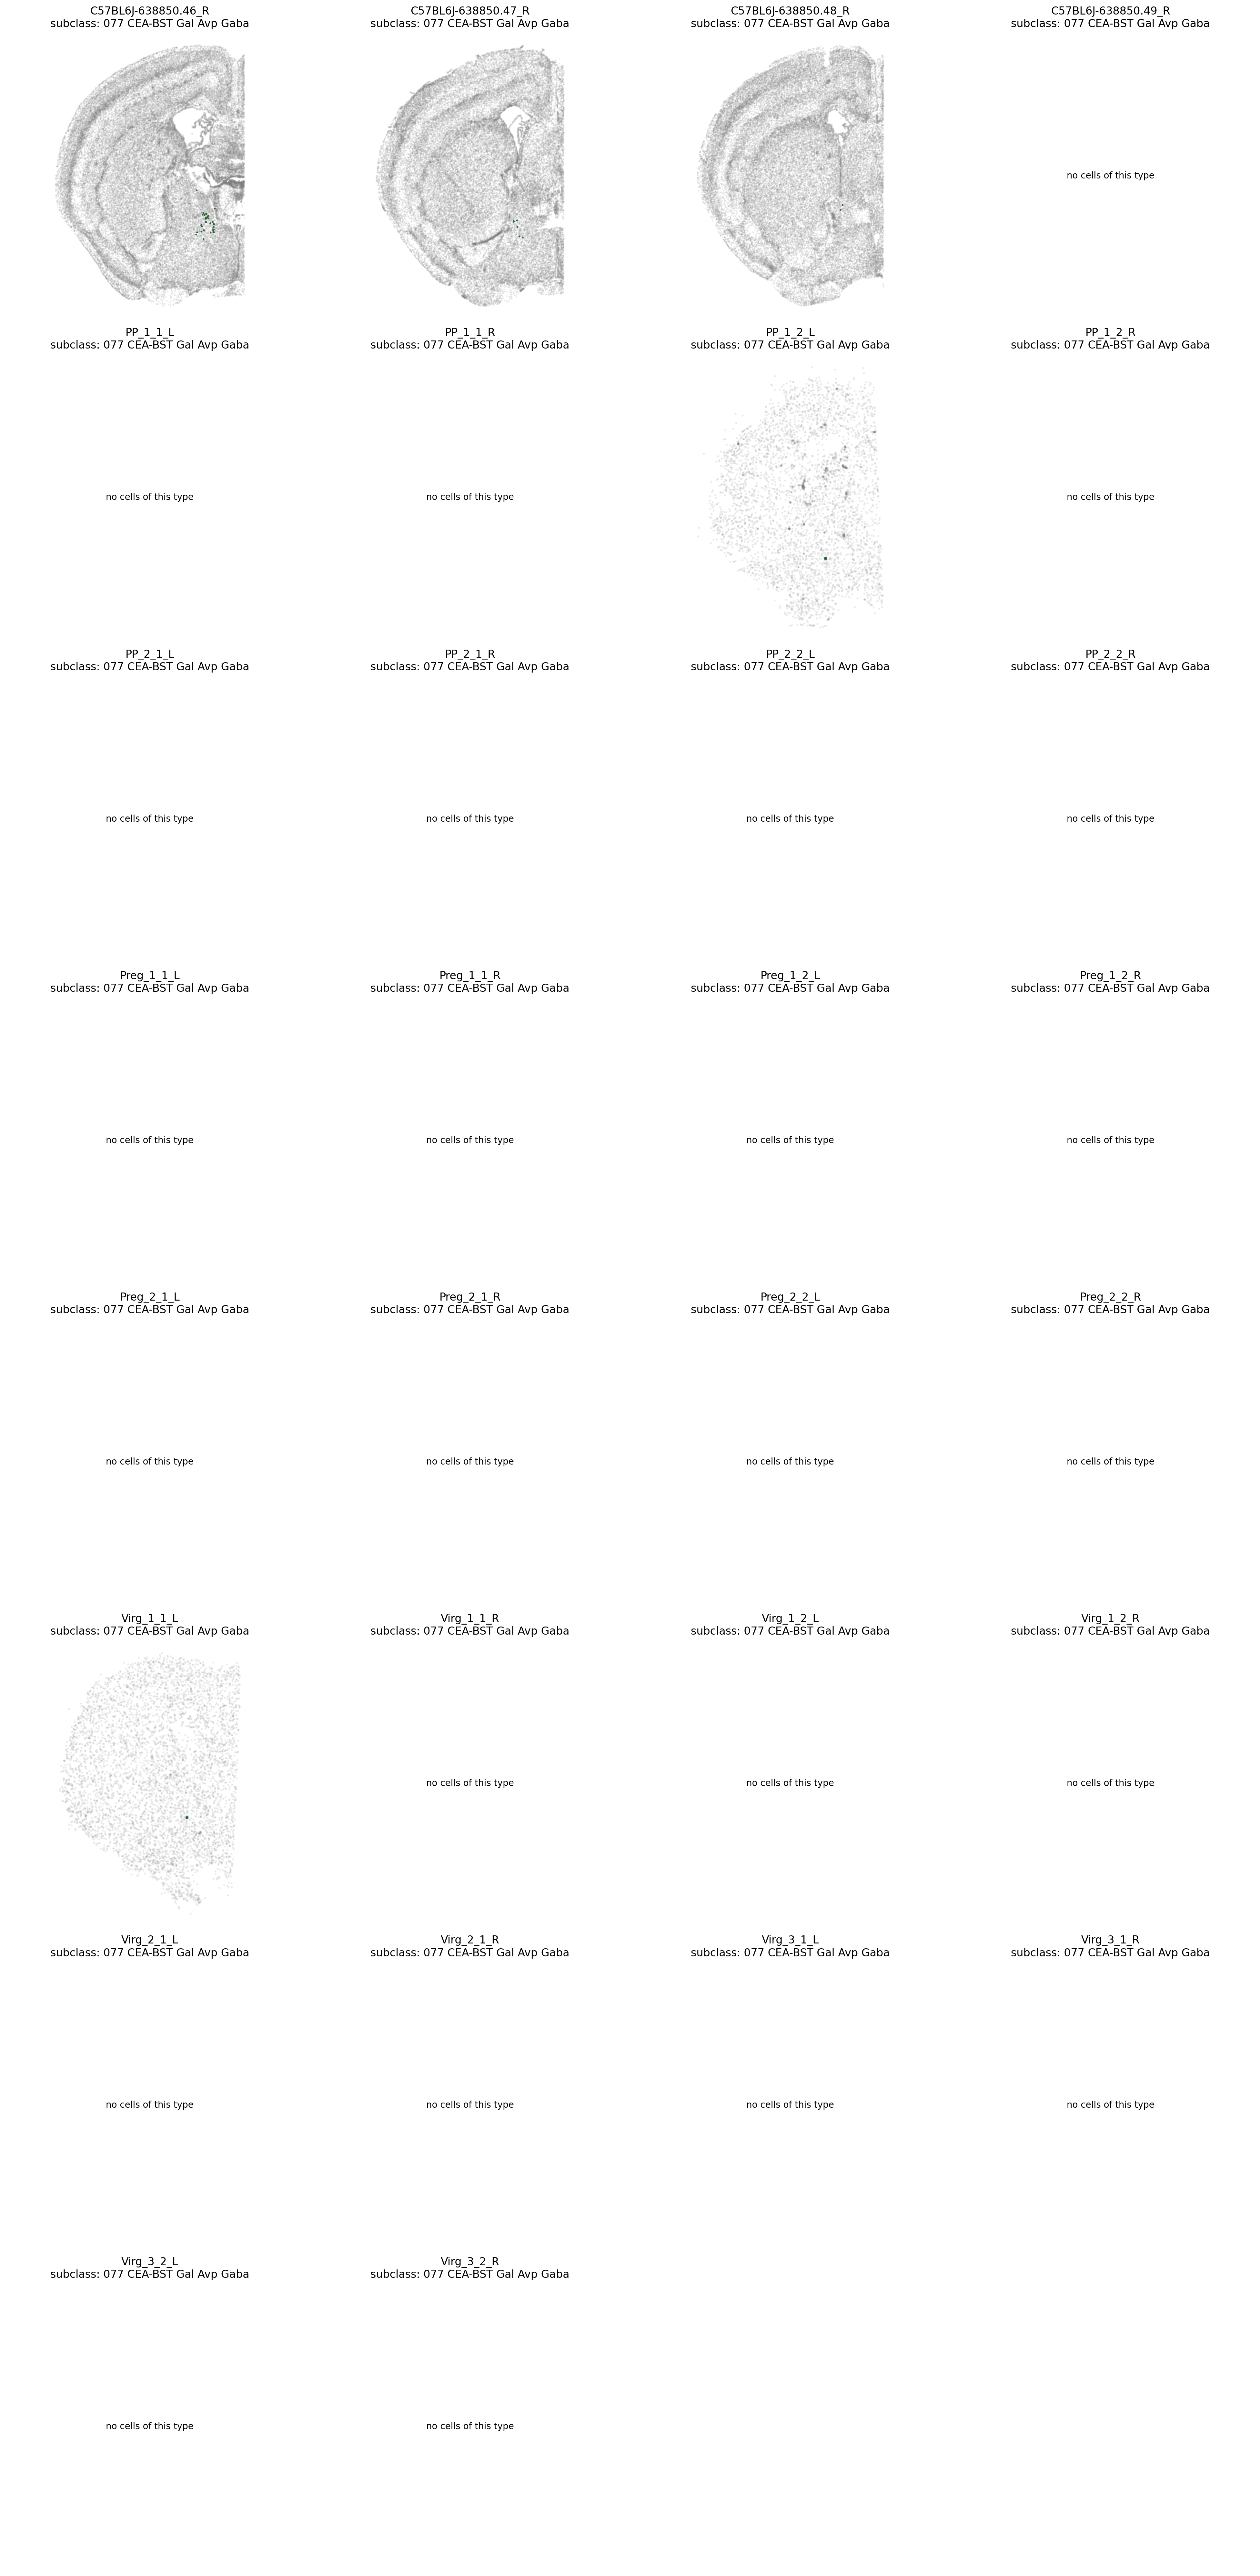 C57BL6J-638850.46_R
subclass: 077 CEA-BST Gal Avp Gaba
C57BL6J-638850.47_R
subclass: 077 CEA-BST Gal Avp Gaba
C57BL6J-638850.48_R
subclass: 077 CEA-BST Gal Avp Gaba
C57BL6J-638850.49_R
subclass: 077 CEA-BST Gal Avp Gaba
no cells of this type
PP_1_1_L
subclass: 077 CEA-BST Gal Avp Gaba
no cells of this type
PP_1_1_R
subclass: 077 CEA-BST Gal Avp Gaba
no cells of this type
PP_1_2_L
subclass: 077 CEA-BST Gal Avp Gaba
PP_1_2_R
subclass: 077 CEA-BST Gal Avp Gaba
no cells of this type
PP_2_1_L
subclass: 077 CEA-BST Gal Avp Gaba
no cells of this type
PP_2_1_R
subclass: 077 CEA-BST Gal Avp Gaba
no cells of this type
PP_2_2_L
subclass: 077 CEA-BST Gal Avp Gaba
no cells of this type
PP_2_2_R
subclass: 077 CEA-BST Gal Avp Gaba
no cells of this type
Preg_1_1_L
subclass: 077 CEA-BST Gal Avp Gaba
no cells of this type
Preg_1_1_R
subclass: 077 CEA-BST Gal Avp Gaba
no cells of this type
Preg_1_2_L
subclass: 077 CEA-BST Gal Avp Gaba
no cells of this type
Preg_1_2_R
subclass: 077 CEA-BST Gal Avp Gaba
no cells of this type
Preg_2_1_L
subclass: 077 CEA-BST Gal Avp Gaba
no cells of this type
Preg_2_1_R
subclass: 077 CEA-BST Gal Avp Gaba
no cells of this type
Preg_2_2_L
subclass: 077 CEA-BST Gal Avp Gaba
no cells of this type
Preg_2_2_R
subclass: 077 CEA-BST Gal Avp Gaba
no cells of this type
Virg_1_1_L
subclass: 077 CEA-BST Gal Avp Gaba
Virg_1_1_R
subclass: 077 CEA-BST Gal Avp Gaba
no cells of this type
Virg_1_2_L
subclass: 077 CEA-BST Gal Avp Gaba
no cells of this type
Virg_1_2_R
subclass: 077 CEA-BST Gal Avp Gaba
no cells of this type
Virg_2_1_L
subclass: 077 CEA-BST Gal Avp Gaba
no cells of this type
Virg_2_1_R
subclass: 077 CEA-BST Gal Avp Gaba
no cells of this type
Virg_3_1_L
subclass: 077 CEA-BST Gal Avp Gaba
no cells of this type
Virg_3_1_R
subclass: 077 CEA-BST Gal Avp Gaba
no cells of this type
Virg_3_2_L
subclass: 077 CEA-BST Gal Avp Gaba
no cells of this type
Virg_3_2_R
subclass: 077 CEA-BST Gal Avp Gaba
no cells of this type